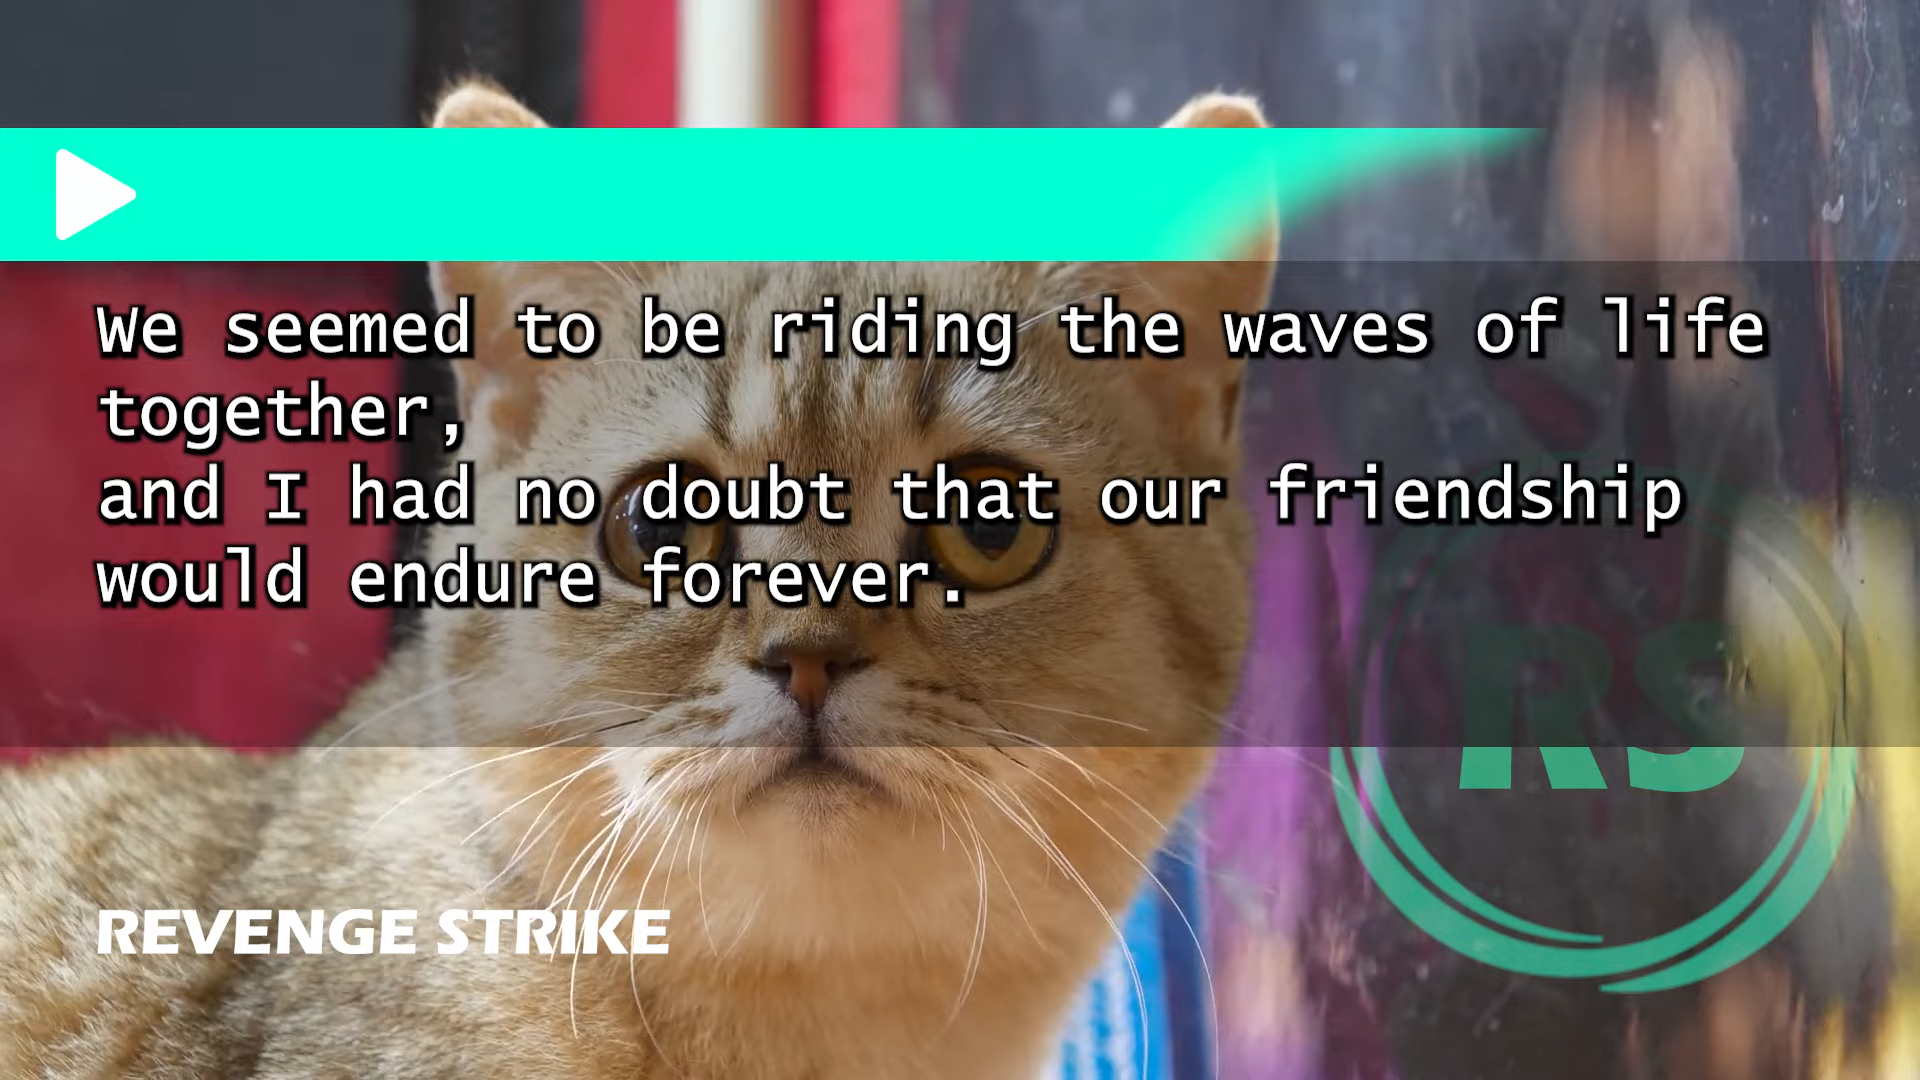 We seemed to be riding the waves of life
together,
and I had no doubt that our friendship
would endure forever.
RS
REVENGE STRIKE